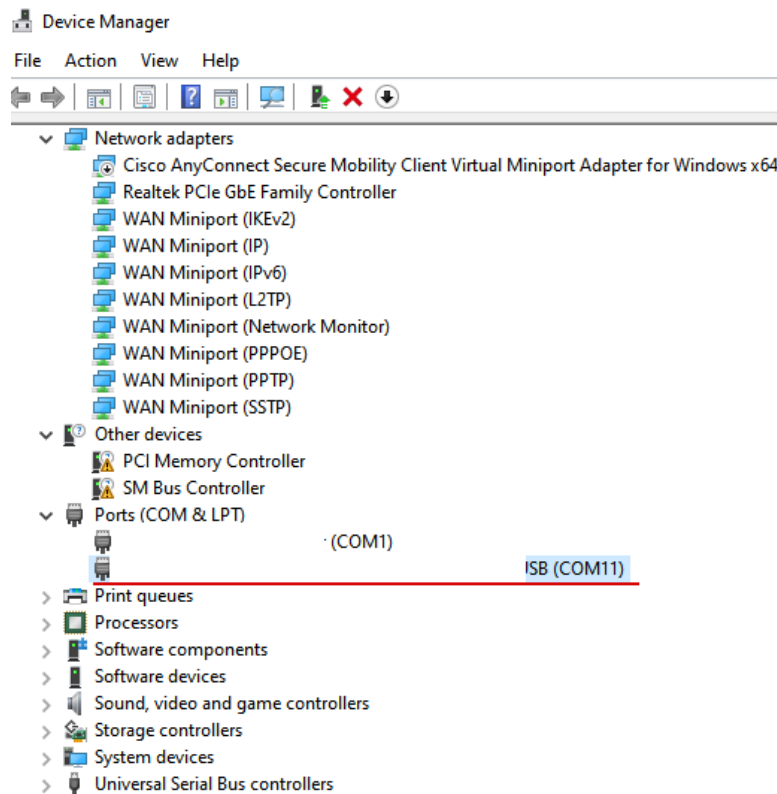 Device Manager
File Action View Help
Network adapters
Cisco AnyConnect Secure Mobility Client Virtual Miniport Adapter for Windows x64
Realtek PCIe GbE Family Controller
WAN Miniport (IKEv2)
WAN Miniport (IP)
WAN Miniport (IPv6)
WAN Miniport (L2TP)
WAN Miniport (Network Monitor)
WAN Miniport (PPPOE)
WAN Miniport (PPTP)
WAN Miniport (SSTP)
Other devices
PCI Memory Controller
SM Bus Controller
Ports (COM & LPT)
(COM1)
(COM11)
Print queues
Processors
Software components
Software devices
Sound, video and game controllers
Storage controllers
System devices
Universal Serial Bus controllers